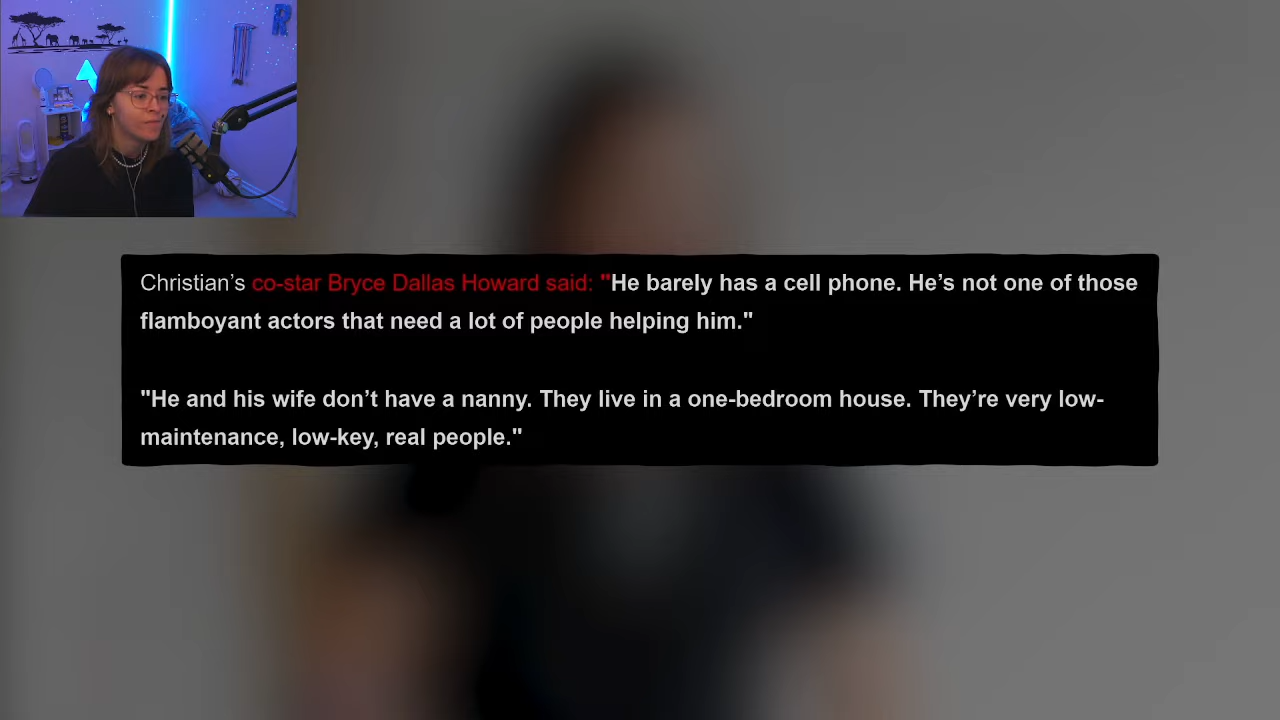 R
Christian’s co-star Bryce Dallas Howard said: "He barely has a cell phone. He’s not one of those
flamboyant actors that need a lot of people helping him."
"He and his wife don’t have a nanny. They live in a one-bedroom house. They’re very low-
maintenance, low-key, real people."